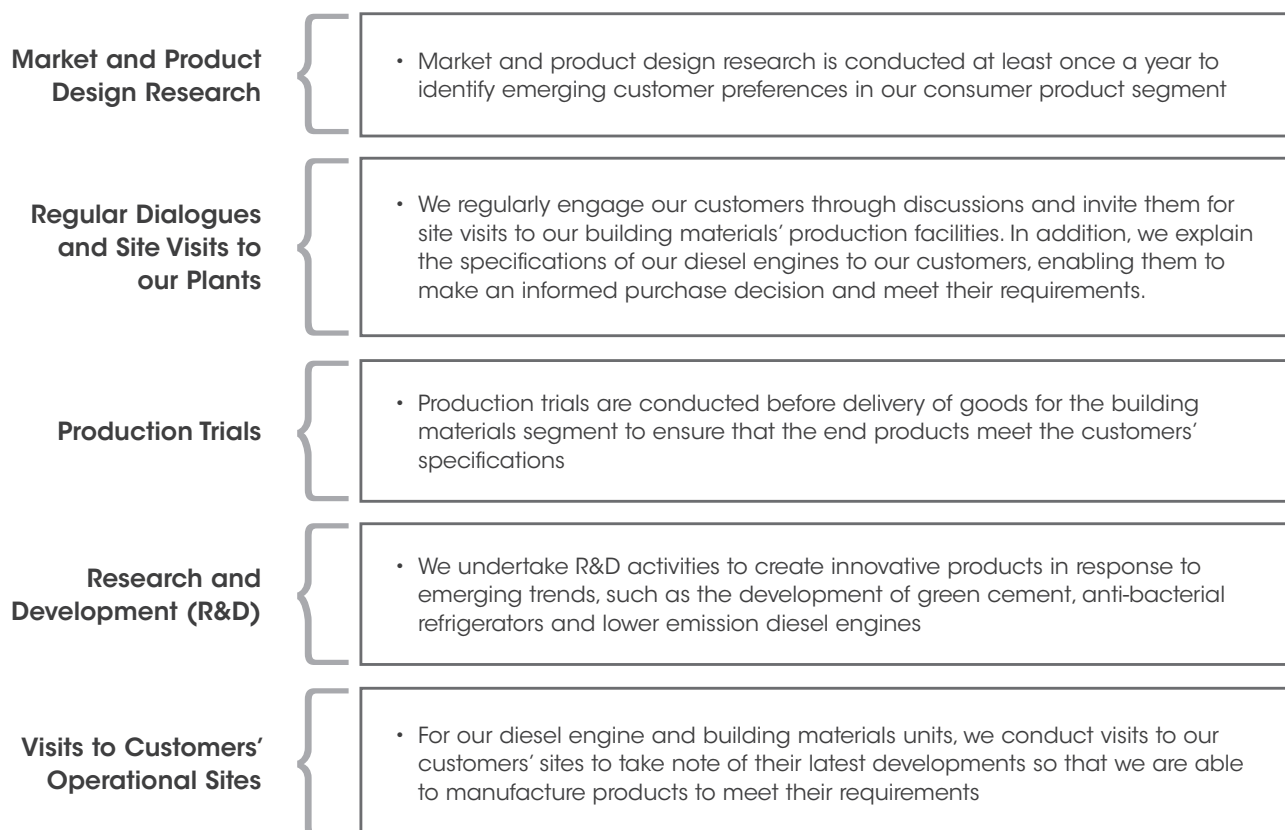 Market and Product
Design Research
• Market and product design research is conducted at least once a year to
identify emerging customer preferences in our consumer product segment
Regular Dialogues
and Site Visits to
our Plants
• We regularly engage our customers through discussions and invite them for
site visits to our building materials’ production facilities. In addition, we explain
the specifications of our diesel engines to our customers, enabling them to
make an informed purchase decision and meet their requirements.
Production Trials
• Production trials are conducted before delivery of goods for the building
materials segment to ensure that the end products meet the customers’
specifications
Research and
Development (R&D)
• We undertake R&D activities to create innovative products in response to
emerging trends, such as the development of green cement, anti-bacterial
refrigerators and lower emission diesel engines
Visits to Customers’
Operational Sites
• For our diesel engine and building materials units, we conduct visits to our
customers’ sites to take note of their latest developments so that we are able
to manufacture products to meet their requirements